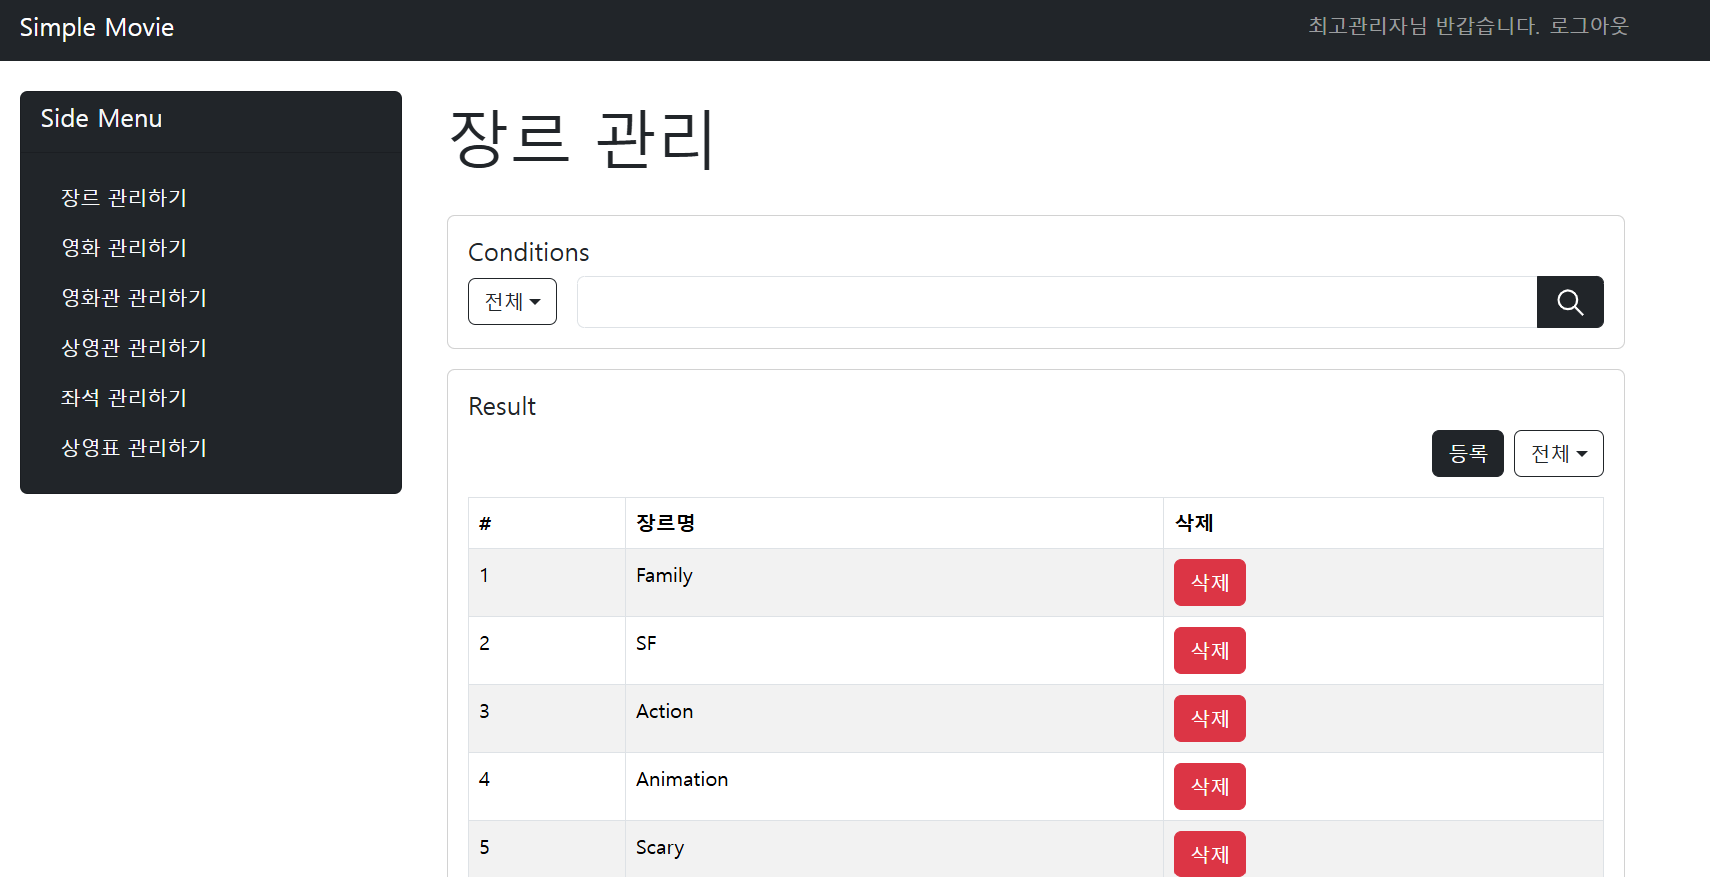 Simple Movie
최고관리자님 반갑습니다. 로그아웃
Side Menu
장르 관리하기
영화 관리하기
영화관 관리하기
상영관 관리하기
좌석 관리하기
상영표 관리하기
장르 관리
Conditions
전체
Result
등록 전체
# 장르명 삭제
1 Family 삭제
2 SF 삭제
3 Action 삭제
4 Animation 삭제
5 Scary 삭제